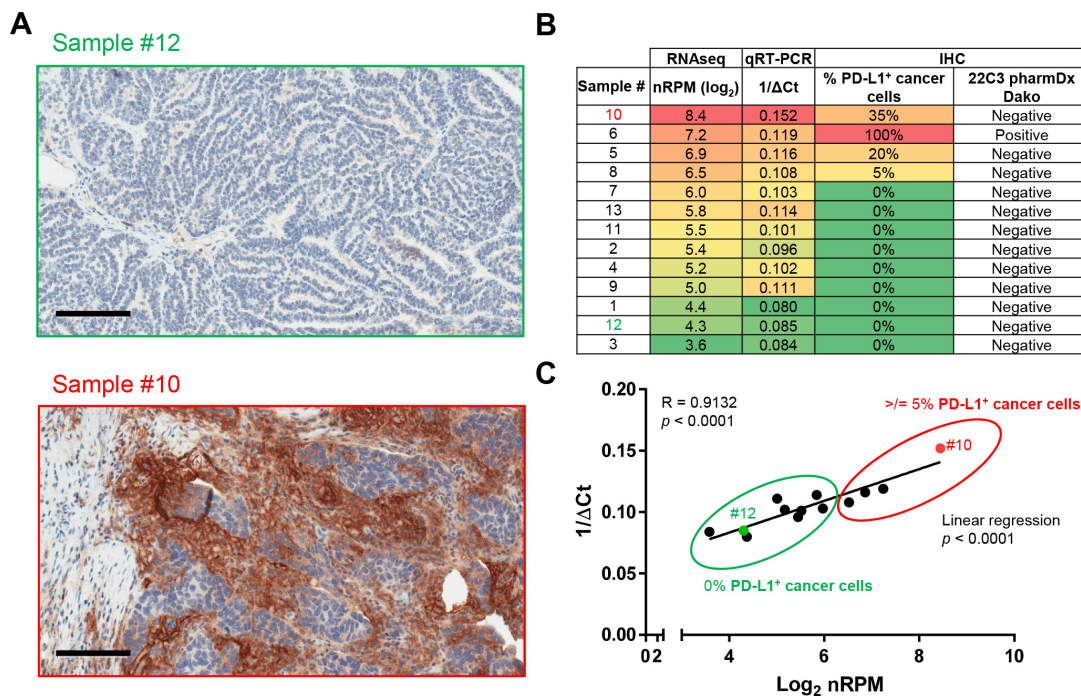 A
Sample #12
Sample #10
B
RNAseq qRT-PCR IHC
Sample # nRPM (log2) 1/ΔCt % PD-L1+ cancer cells 22C3 pharmDx Dako
10 8.4 0.152 35% Negative
6 7.2 0.119 100% Positive
5 6.9 0.116 20% Negative
8 6.5 0.108 5% Negative
7 6.0 0.103 0% Negative
13 5.8 0.114 0% Negative
11 5.5 0.101 0% Negative
2 5.4 0.096 0% Negative
4 5.2 0.102 0% Negative
9 5.0 0.111 0% Negative
1 4.4 0.080 0% Negative
12 4.3 0.085 0% Negative
3 3.6 0.084 0% Negative
C
R = 0.9132
p < 0.0001
>/= 5% PD-L1+ cancer cells
#10
#12
Linear regression
p < 0.0001
0% PD-L1+ cancer cells
1/ΔCt
0.20
0.15
0.10
0.05
0.00
0 2 4 6 8 10
Log2 nRPM